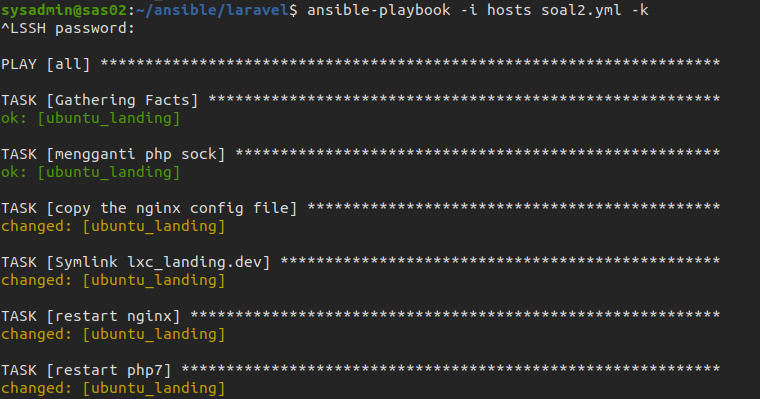 sysadmin@sas02:~/ansible/laravel$ ansible-playbook -i hosts soal2.yml -k
^LSSH password:
PLAY [all] *********************************************************************
TASK [Gathering Facts] *********************************************************
ok: [ubuntu_landing]
TASK [mengganti php sock] ******************************************************
ok: [ubuntu_landing]
TASK [copy the nginx config file] **********************************************
changed: [ubuntu_landing]
TASK [Symlink lxc_landing.dev] *************************************************
changed: [ubuntu_landing]
TASK [restart nginx] ***********************************************************
changed: [ubuntu_landing]
TASK [restart php7] ************************************************************
changed: [ubuntu_landing]